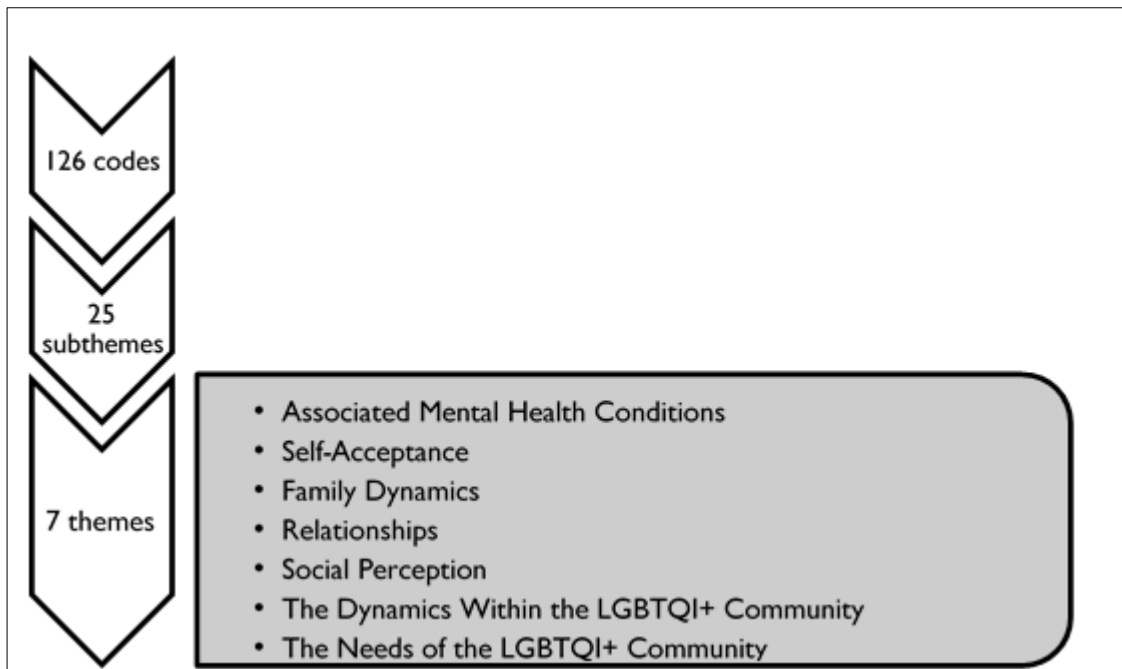 126 codes
25
subthemes
7 themes
• Associated Mental Health Conditions
• Self-Acceptance
• Family Dynamics
• Relationships
• Social Perception
• The Dynamics Within the LGBTQI+ Community
• The Needs of the LGBTQI+ Community